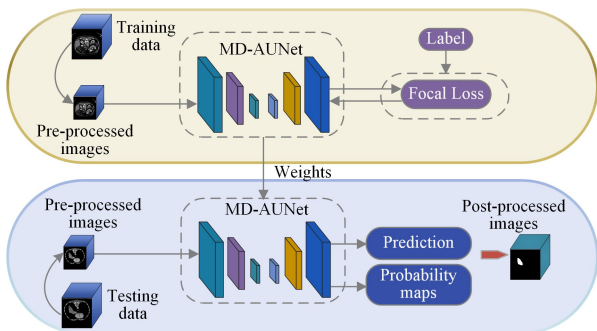 Training
data
MD-AUNet
Label
Focal Loss
Pre-processed
images
Weights
Pre-processed
images
MD-AUNet
Post-processed
images
Prediction
Probability
maps
Testing
data